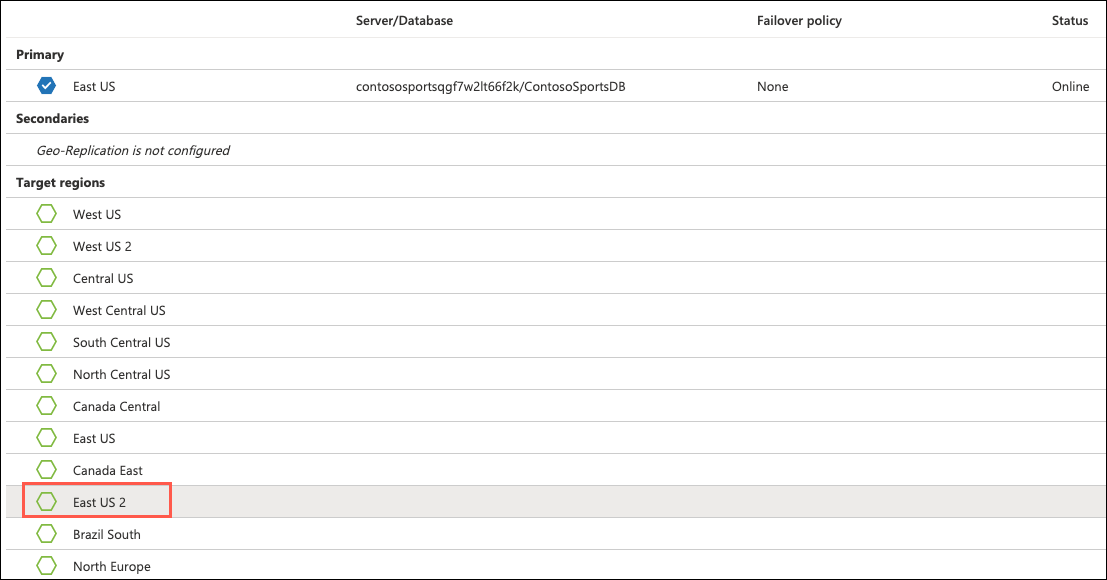 Server/Database Failover policy Status
Primary
East US contososportsqgf7w2lt66f2k/ContosoSportsDB None Online
Secondaries
Geo-Replication is not configured
Target regions
West US
West US 2
Central US
West Central US
South Central US
North Central US
Canada Central
East US
Canada East
East US 2
Brazil South
North Europe